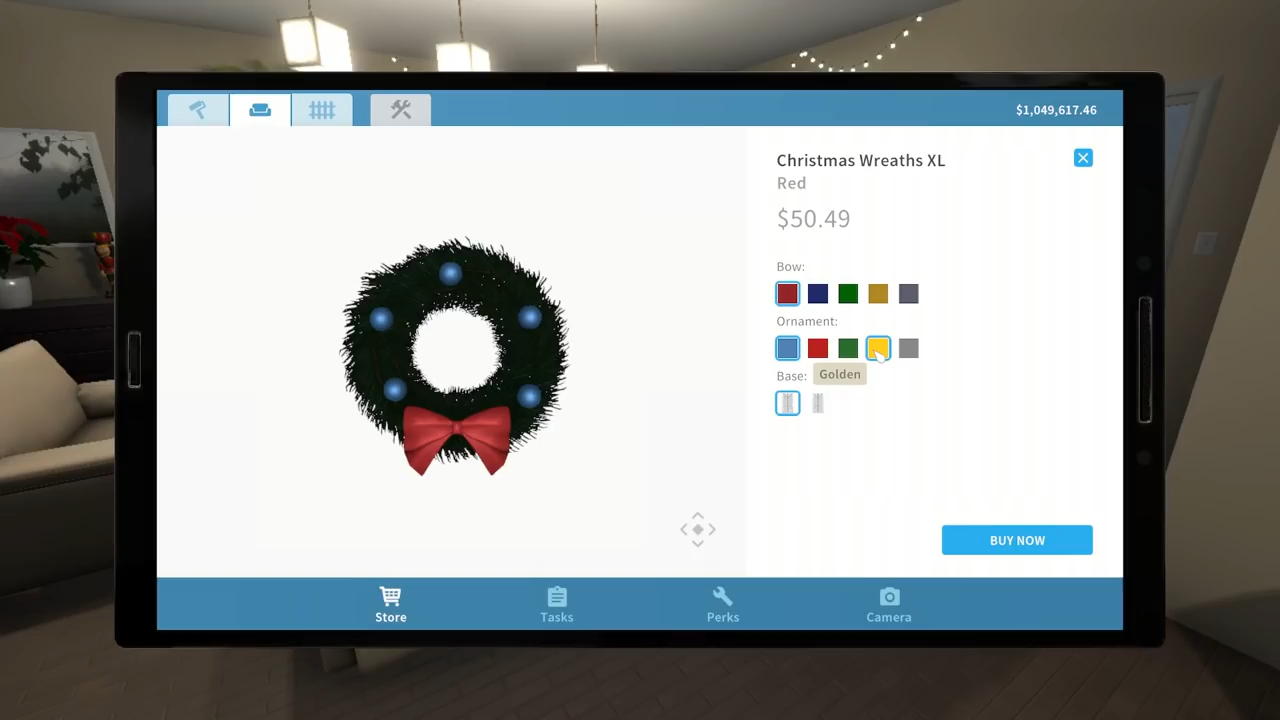 $1,049,617.46
Christmas Wreaths XL
Red
$50.49
Bow:
Ornament:
Base:
Golden
BUY NOW
Store
Tasks
Perks
Camera